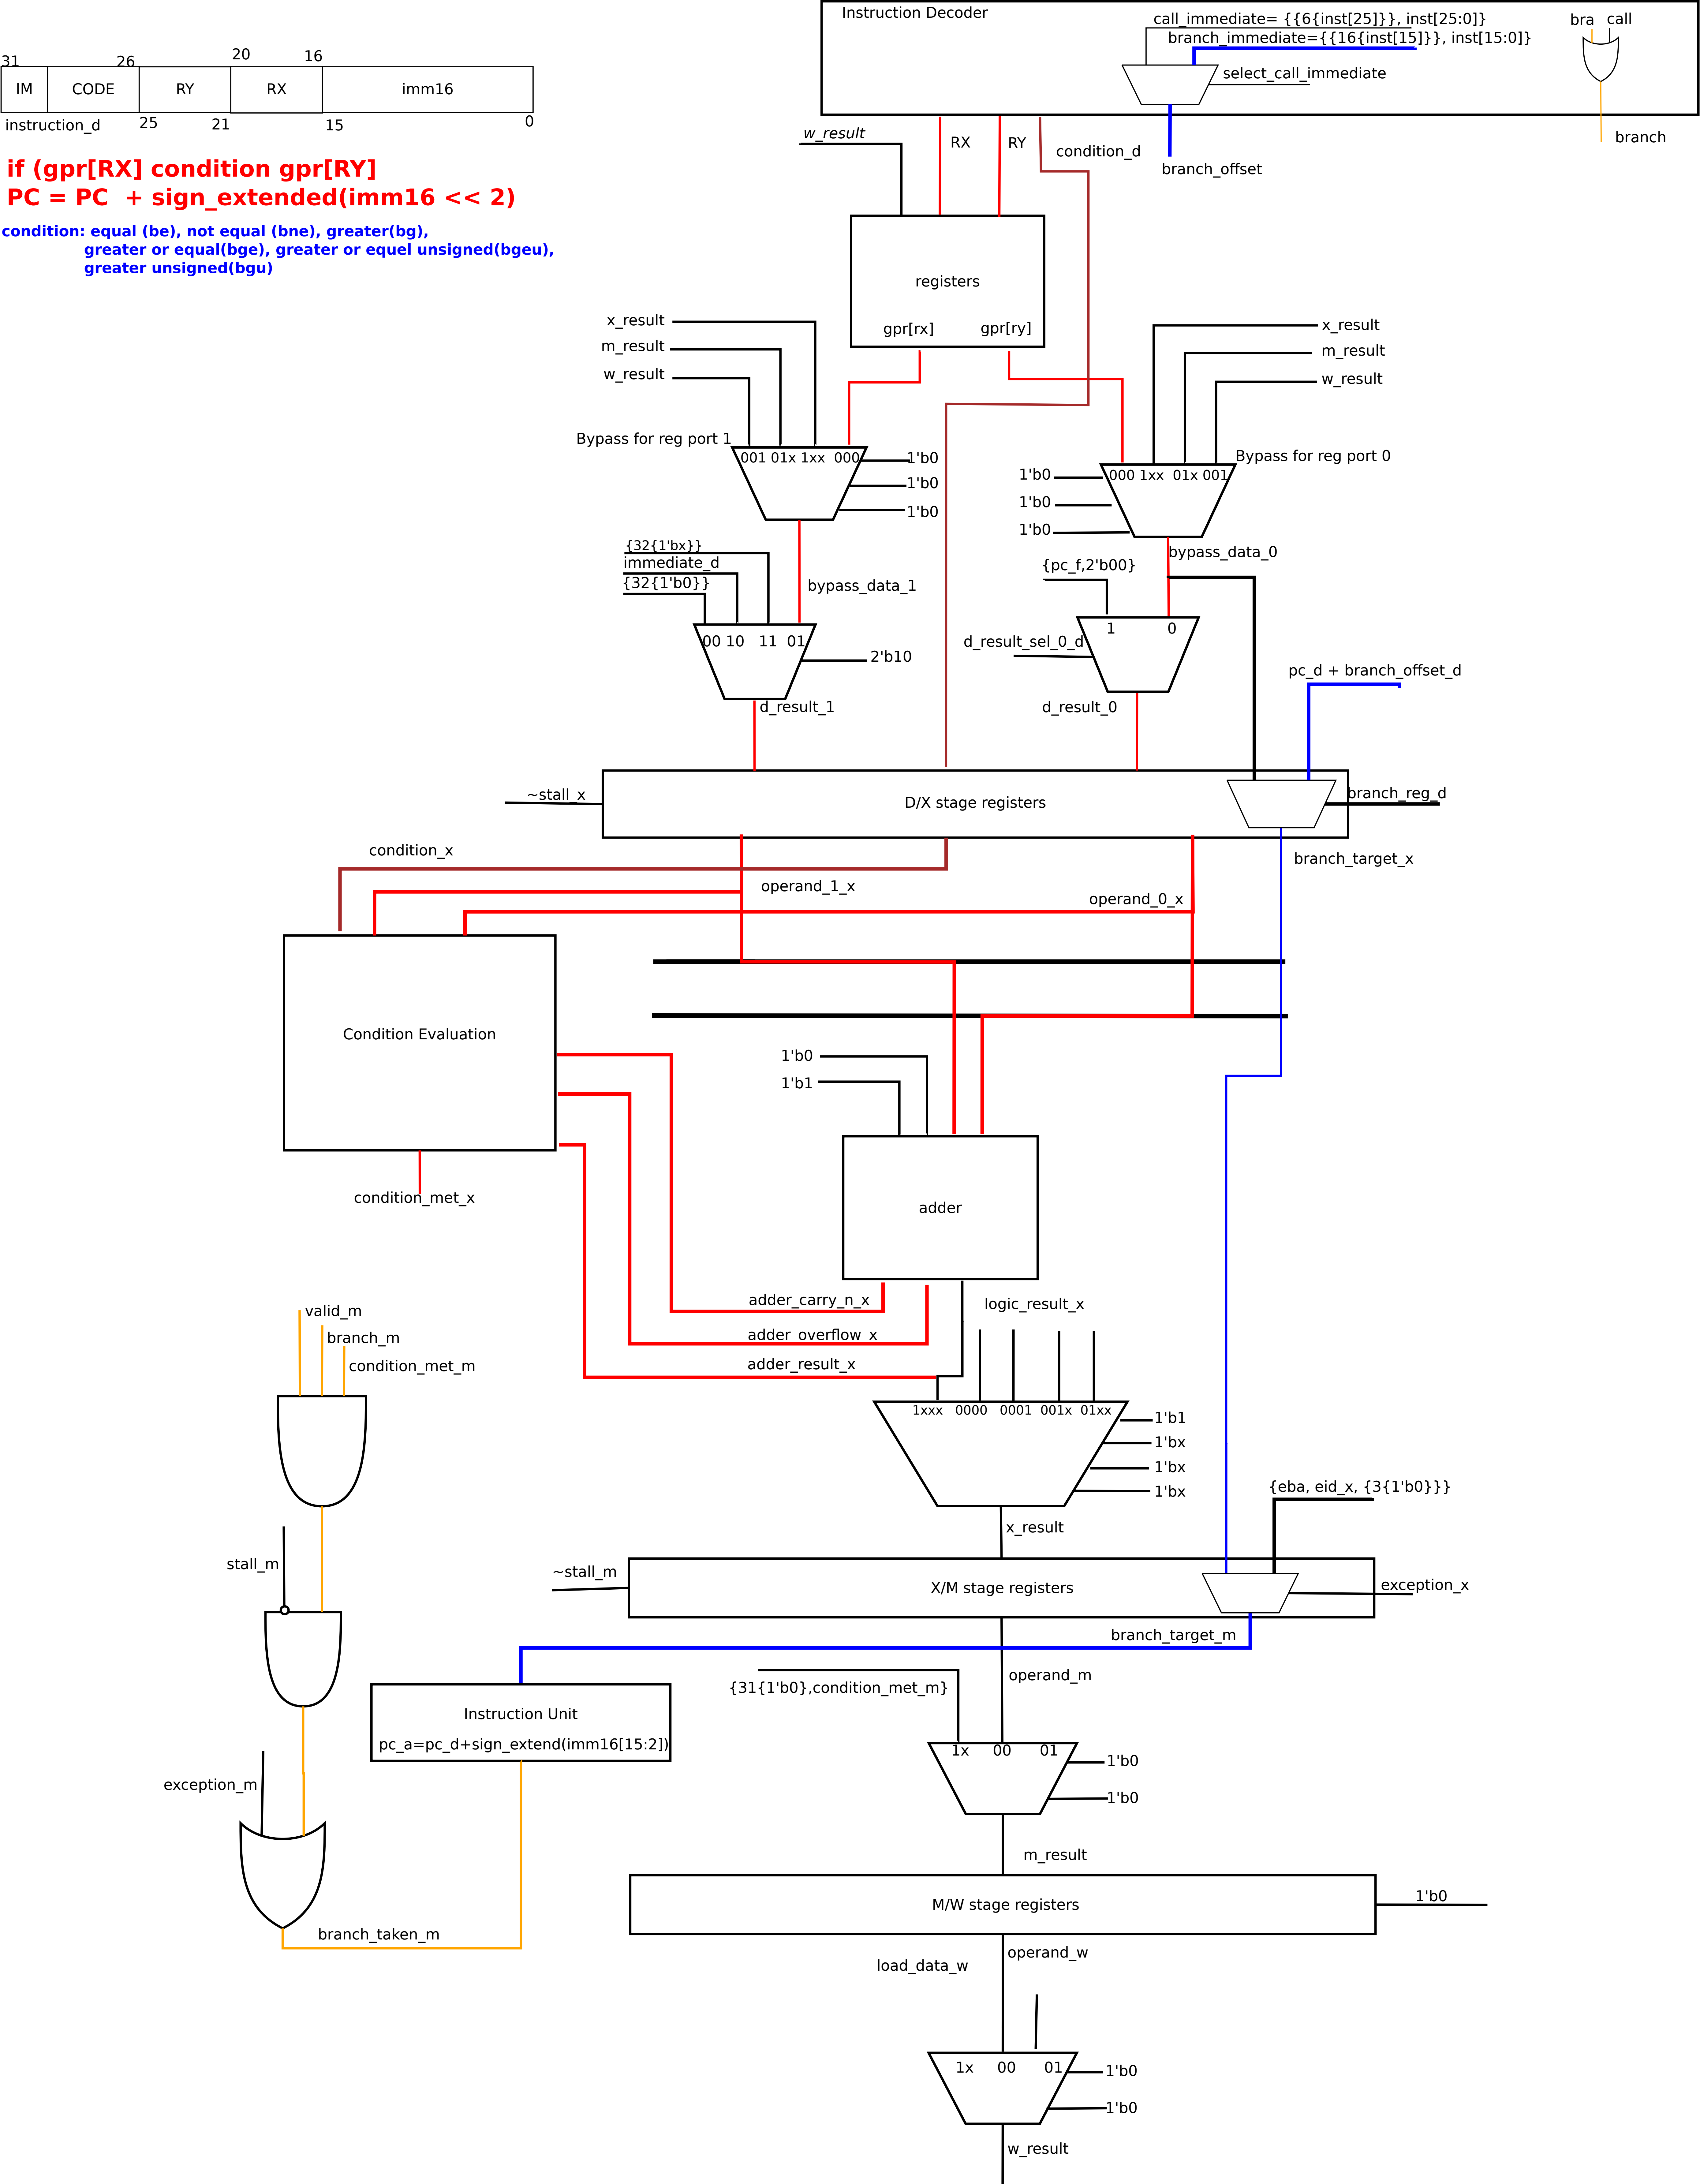 Instruction Decoder
call_immediate= {{6{inst[25]}}, inst[25:0]}
branch_immediate={{16{inst[15]}}, inst[15:0]}
select_call_immediate
bra call
branch
branch_offset
31
26
20
16
IM
CODE
RY
RX
imm16
instruction_d
25
21
15
0
if (gpr[RX] condition gpr[RY]
PC = PC + sign_extended(imm16 << 2)
condition: equal (be), not equal (bne), greater(bg),
greater or equal(bge), greater or equel unsigned(bgeu),
greater unsigned(bgu)
w_result
RX
RY
condition_d
registers
gpr[rx]
gpr[ry]
x_result
m_result
w_result
x_result
m_result
w_result
Bypass for reg port 1
001 01x 1xx 000
1'b0
1'b0
1'b0
Bypass for reg port 0
000 1xx 01x 001
1'b0
1'b0
1'b0
{32{1'bx}}
immediate_d
{32{1'b0}}
bypass_data_1
00 10 11 01
2'b10
d_result_1
bypass_data_0
{pc_f,2'b00}
1 0
d_result_sel_0_d
d_result_0
pc_d + branch_offset_d
~stall_x
D/X stage registers
branch_reg_d
condition_x
operand_1_x
operand_0_x
branch_target_x
Condition Evaluation
condition_met_x
1'b0
1'b1
adder
adder_carry_n_x
adder_overflow_x
adder_result_x
logic_result_x
1xxx 0000 0001 001x 01xx
1'b1
1'bx
1'bx
1'bx
x_result
valid_m
branch_m
condition_met_m
stall_m
exception_m
branch_taken_m
{eba, eid_x, {3{1'b0}}}
~stall_m
X/M stage registers
exception_x
branch_target_m
operand_m
{31{1'b0},condition_met_m}
Instruction Unit
pc_a=pc_d+sign_extend(imm16[15:2])
1x 00 01
1'b0
1'b0
m_result
M/W stage registers
1'b0
load_data_w
operand_w
1x 00 01
1'b0
1'b0
w_result